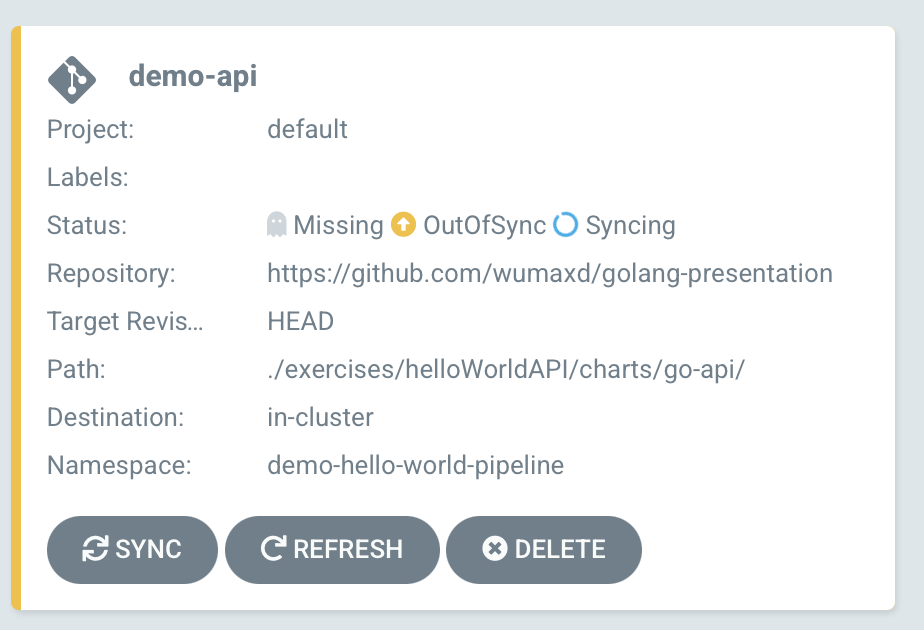 demo-api
Project: default
Labels:
Status: Missing OutOfSync Syncing
Repository: https://github.com/wumaxd/golang-presentation
Target Revis... HEAD
Path: ./exercises/helloWorldAPI/charts/go-api/
Destination: in-cluster
Namespace: demo-hello-world-pipeline
SYNC REFRESH DELETE